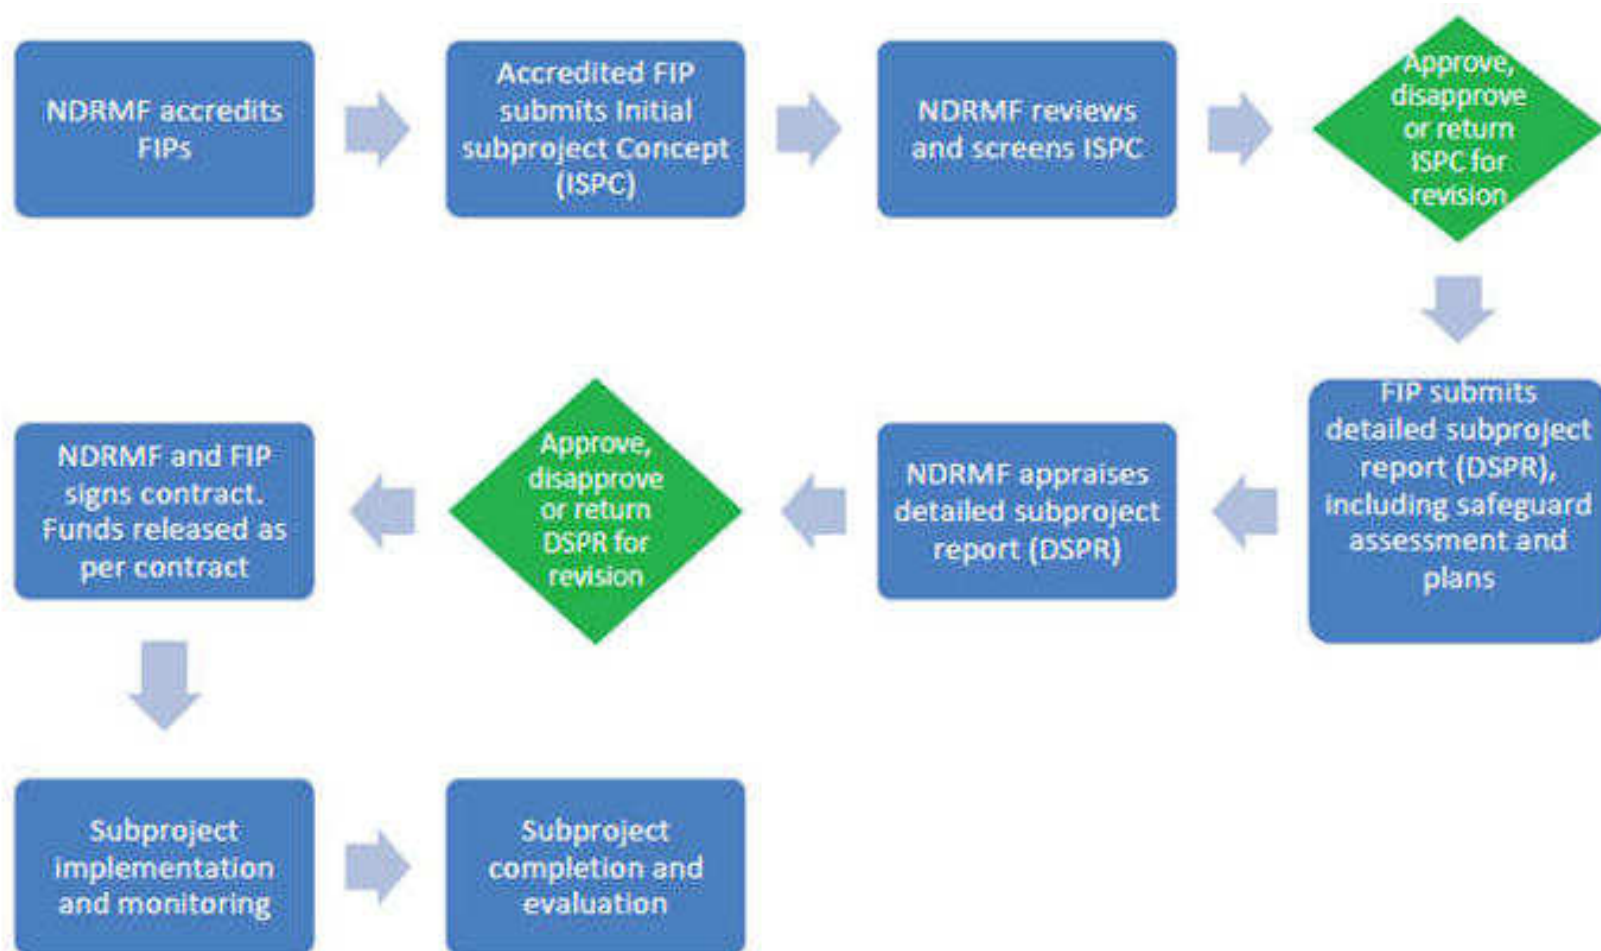 NDRMF accredits
FIPs
Accredited FIP
submits Initial
subproject Concept
(ISPC)
NDRMF reviews
and screens ISPC
Approve,
disapprove
or return
ISPC for
revision
FIP submits
detailed subproject
report (DSPR),
including safeguard
assessment and
plans
NDRMF appraises
detailed subproject
report (DSPR)
Approve,
disapprove
or return
DSPR for
revision
NDRMF and FIP
signs contract.
Funds released as
per contract
Subproject
implementation
and monitoring
Subproject
completion and
evaluation